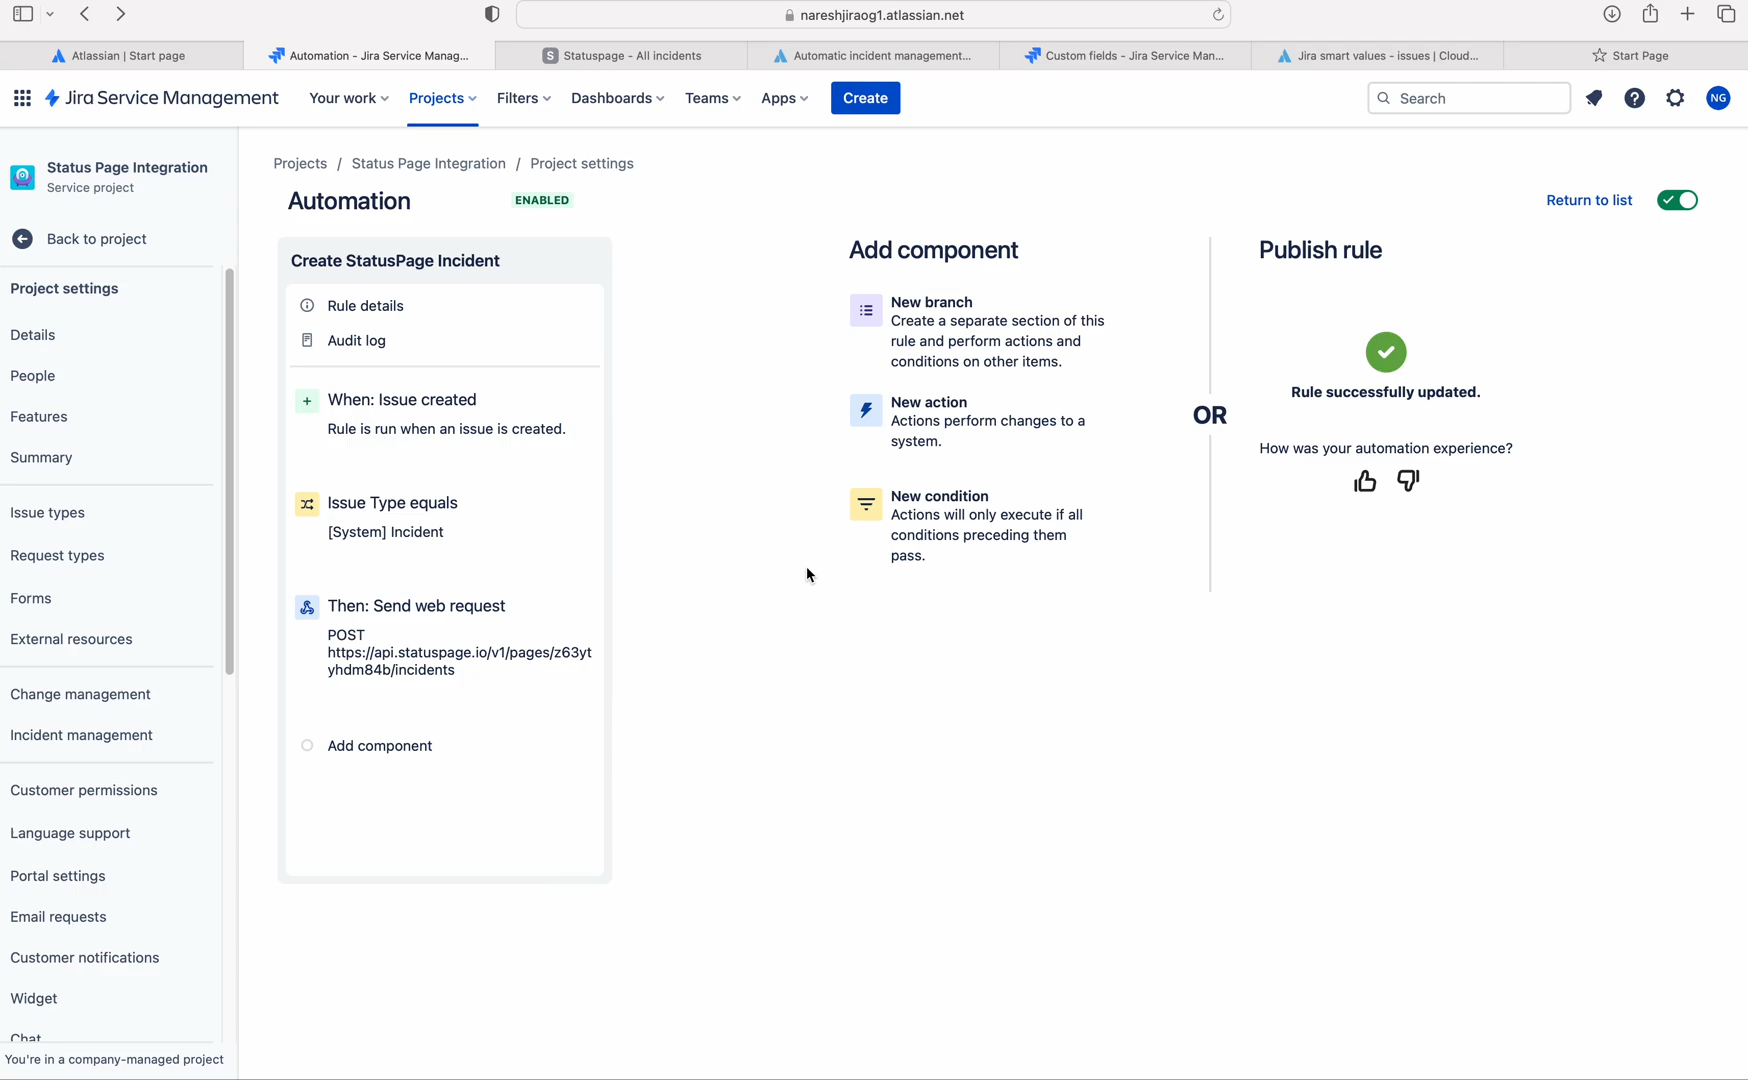 nareshjiraog1.atlassian.net
Atlassian | Start page
Automation - Jira Service Manag...
S Statuspage - All incidents
Automatic incident management...
Custom fields - Jira Service Man...
Jira smart values - issues | Cloud...
Start Page
Jira Service Management
Your work
Projects
Filters
Dashboards
Teams
Apps
Create
Search
NG
Status Page Integration
Service project
Back to project
Project settings
Details
People
Features
Summary
Issue types
Request types
Forms
External resources
Change management
Incident management
Customer permissions
Language support
Portal settings
Email requests
Customer notifications
Widget
Chat
You're in a company-managed project
Projects / Status Page Integration / Project settings
Automation
ENABLED
Return to list
Create StatusPage Incident
Rule details
Audit log
When: Issue created
Rule is run when an issue is created.
Issue Type equals
[System] Incident
Then: Send web request
POST
https://api.statuspage.io/v1/pages/z63yt
yhdm84b/incidents
Add component
Add component
New branch
Create a separate section of this
rule and perform actions and
conditions on other items.
New action
Actions perform changes to a
system.
New condition
Actions will only execute if all
conditions preceding them
pass.
OR
Publish rule
Rule successfully updated.
How was your automation experience?